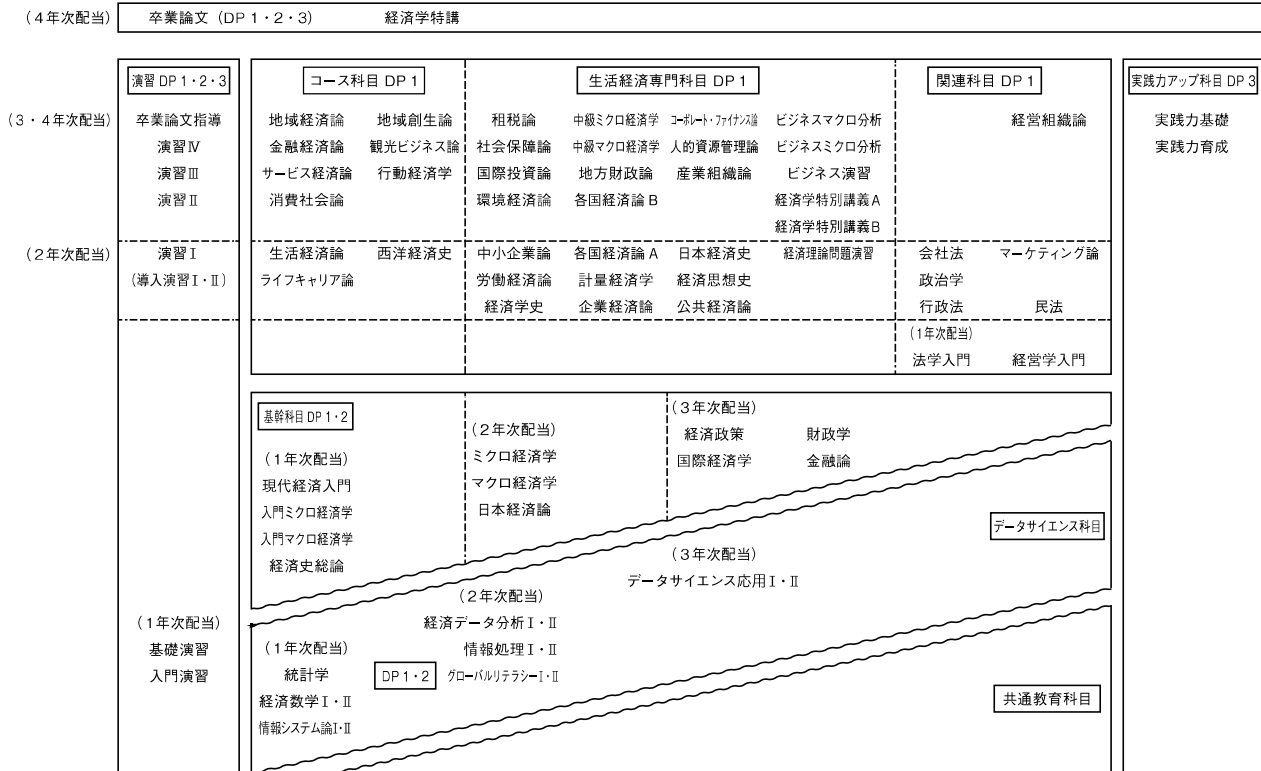 (4年次配当) 卒業論文(DP 1・2・3) 経済学特講
演習 DP 1・2・3 コース科目 DP 1 生活経済専門科目 DP 1 関連科目 DP 1 実践力アップ科目 DP 3
(3・4年次配当) 卒業論文指導 地域経済論 地域創生論 租税論 中級ミクロ経済学 コーポレート・ファイナンス論 ビジネスマクロ分析 経営組織論 実践力基礎
演習Ⅳ 金融経済論 観光ビジネス論 社会保障論 中級マクロ経済学 人的資源管理論 ビジネスミクロ分析 実践力育成
演習Ⅲ サービス経済論 行動経済学 国際投資論 地方財政論 産業組織論 ビジネス演習
演習Ⅱ 消費社会論 環境経済論 各国経済論 B 経済学特別講義A
経済学特別講義B
(2年次配当) 演習Ⅰ 生活経済論 西洋経済史 中小企業論 各国経済論 A 日本経済史 経済理論問題演習 会社法 マーケティング論
(導入演習Ⅰ・Ⅱ) ライフキャリア論 労働経済論 計量経済学 経済思想史 政治学
経済学史 企業経済論 公共経済論 行政法 民法
(1年次配当)
法学入門 経営学入門
基幹科目 DP 1・2
(1年次配当)
現代経済入門
入門ミクロ経済学
入門マクロ経済学
経済史総論
(2年次配当)
ミクロ経済学
マクロ経済学
日本経済論
(3年次配当)
経済政策 財政学
国際経済学 金融論
データサイエンス科目
(3年次配当)
データサイエンス応用Ⅰ・Ⅱ
(2年次配当)
経済データ分析Ⅰ・Ⅱ
情報処理Ⅰ・Ⅱ
グローバルリテラシーⅠ・Ⅱ
DP 1・2
(1年次配当)
統計学
経済数学Ⅰ・Ⅱ
情報システム論Ⅰ・Ⅱ
(1年次配当)
基礎演習
入門演習
共通教育科目